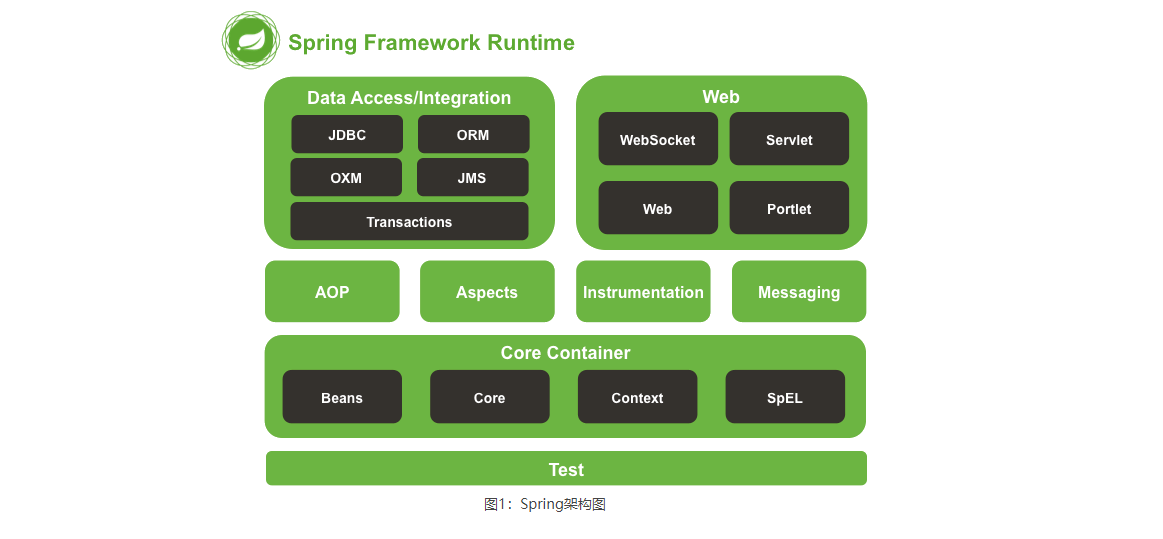 Spring Framework Runtime
Data Access/Integration
JDBC
ORM
OXM
JMS
Transactions
Web
WebSocket
Servlet
Web
Portlet
AOP
Aspects
Instrumentation
Messaging
Core Container
Beans
Core
Context
SpEL
Test
图1：Spring架构图